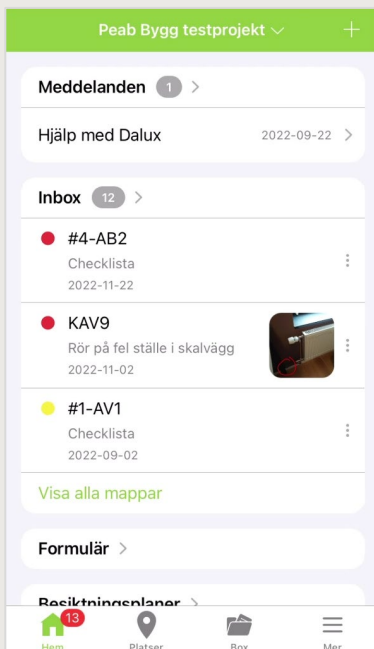 Peab Bygg testprojekt
Meddelanden 1
Hjälp med Dalux 2022-09-22
Inbox 12
#4-AB2
Checklista
2022-11-22
KAV9
Rör på fel ställe i skalvägg
2022-11-02
#1-AV1
Checklista
2022-09-02
Visa alla mappar
Formulär
Besiktningsplaner
13
Hem Platser Box Mer